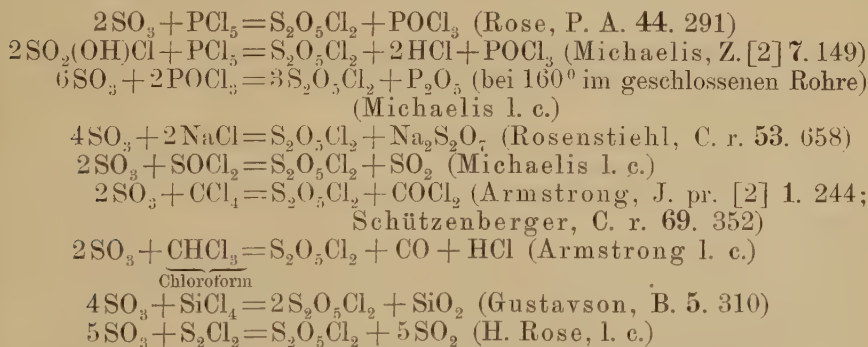 2SO₃+PCl₅=S₂O₅Cl₂+POCl₃ (Rose, P. A. 44. 291)
2SO₂(OH)Cl+PCl₅=S₂O₅Cl₂+2HCl+POCl₃ (Michaelis, Z. [2] 7. 149)
6SO₃+2POCl₃=3S₂O₅Cl₂+P₂O₅ (bei 160⁰ im geschlossenen Rohre)
(Michaelis l. c.)
4SO₃+2NaCl=S₂O₅Cl₂+Na₂S₂O₇ (Rosenstiehl, C. r. 53. 658)
2SO₃+SOCl₂=S₂O₅Cl₂+SO₂ (Michaelis l. c.)
2SO₃+CCl₄=S₂O₅Cl₂+COCl₂ (Armstrong, J. pr. [2] 1. 244;
Schützenberger, C. r. 69. 352)
2SO₃+CHCl₃=S₂O₅Cl₂+CO+HCl (Armstrong l. c.)
Chloroform
4SO₃+SiCl₄=2S₂O₅Cl₂+SiO₂ (Gustavson, B. 5. 310)
5SO₃+S₂Cl₂=S₂O₅Cl₂+5SO₂ (H. Rose, l. c.)